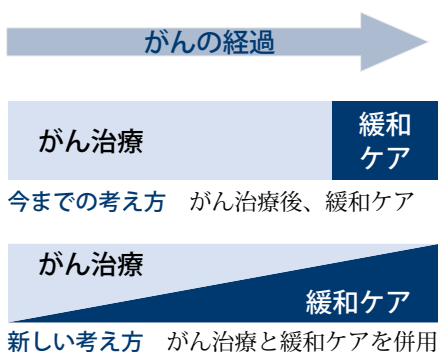 がんの経過
がん治療
緩和
ケア
今までの考え方　がん治療後、緩和ケア
がん治療
緩和ケア
新しい考え方　がん治療と緩和ケアを併用